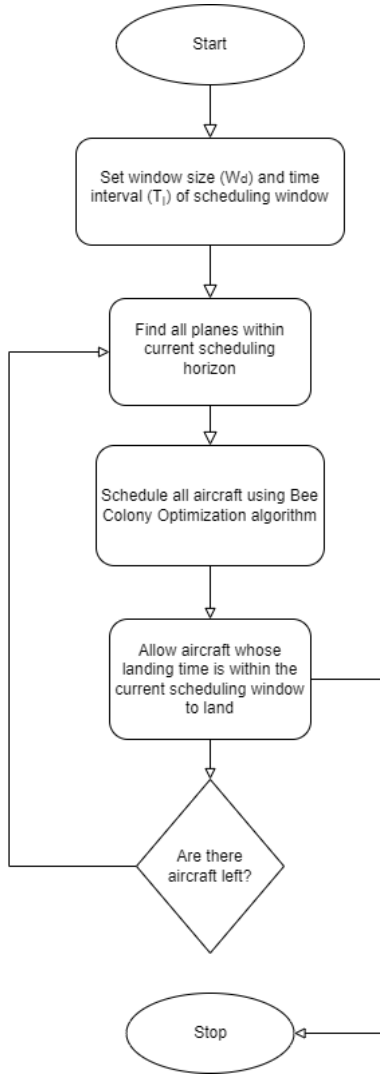 Start
Set window size (Wd) and time
interval (TI) of scheduling window
Find all planes within
current scheduling
horizon
Schedule all aircraft using Bee
Colony Optimization algorithm
Allow aircraft whose
landing time is within the
current scheduling window
to land
Are there
aircraft left?
Stop